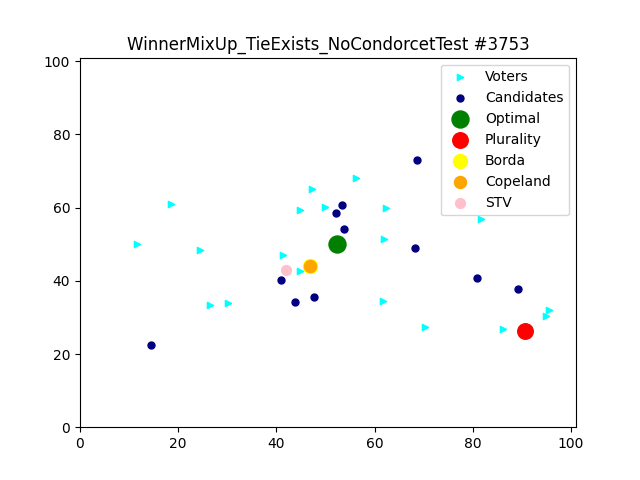 WinnerMixUp_TieExists_NoCondorcetTest #3753
Voters
Candidates
Optimal
Plurality
Borda
Copeland
STV
100
80
60
40
20
0
0 20 40 60 80 100